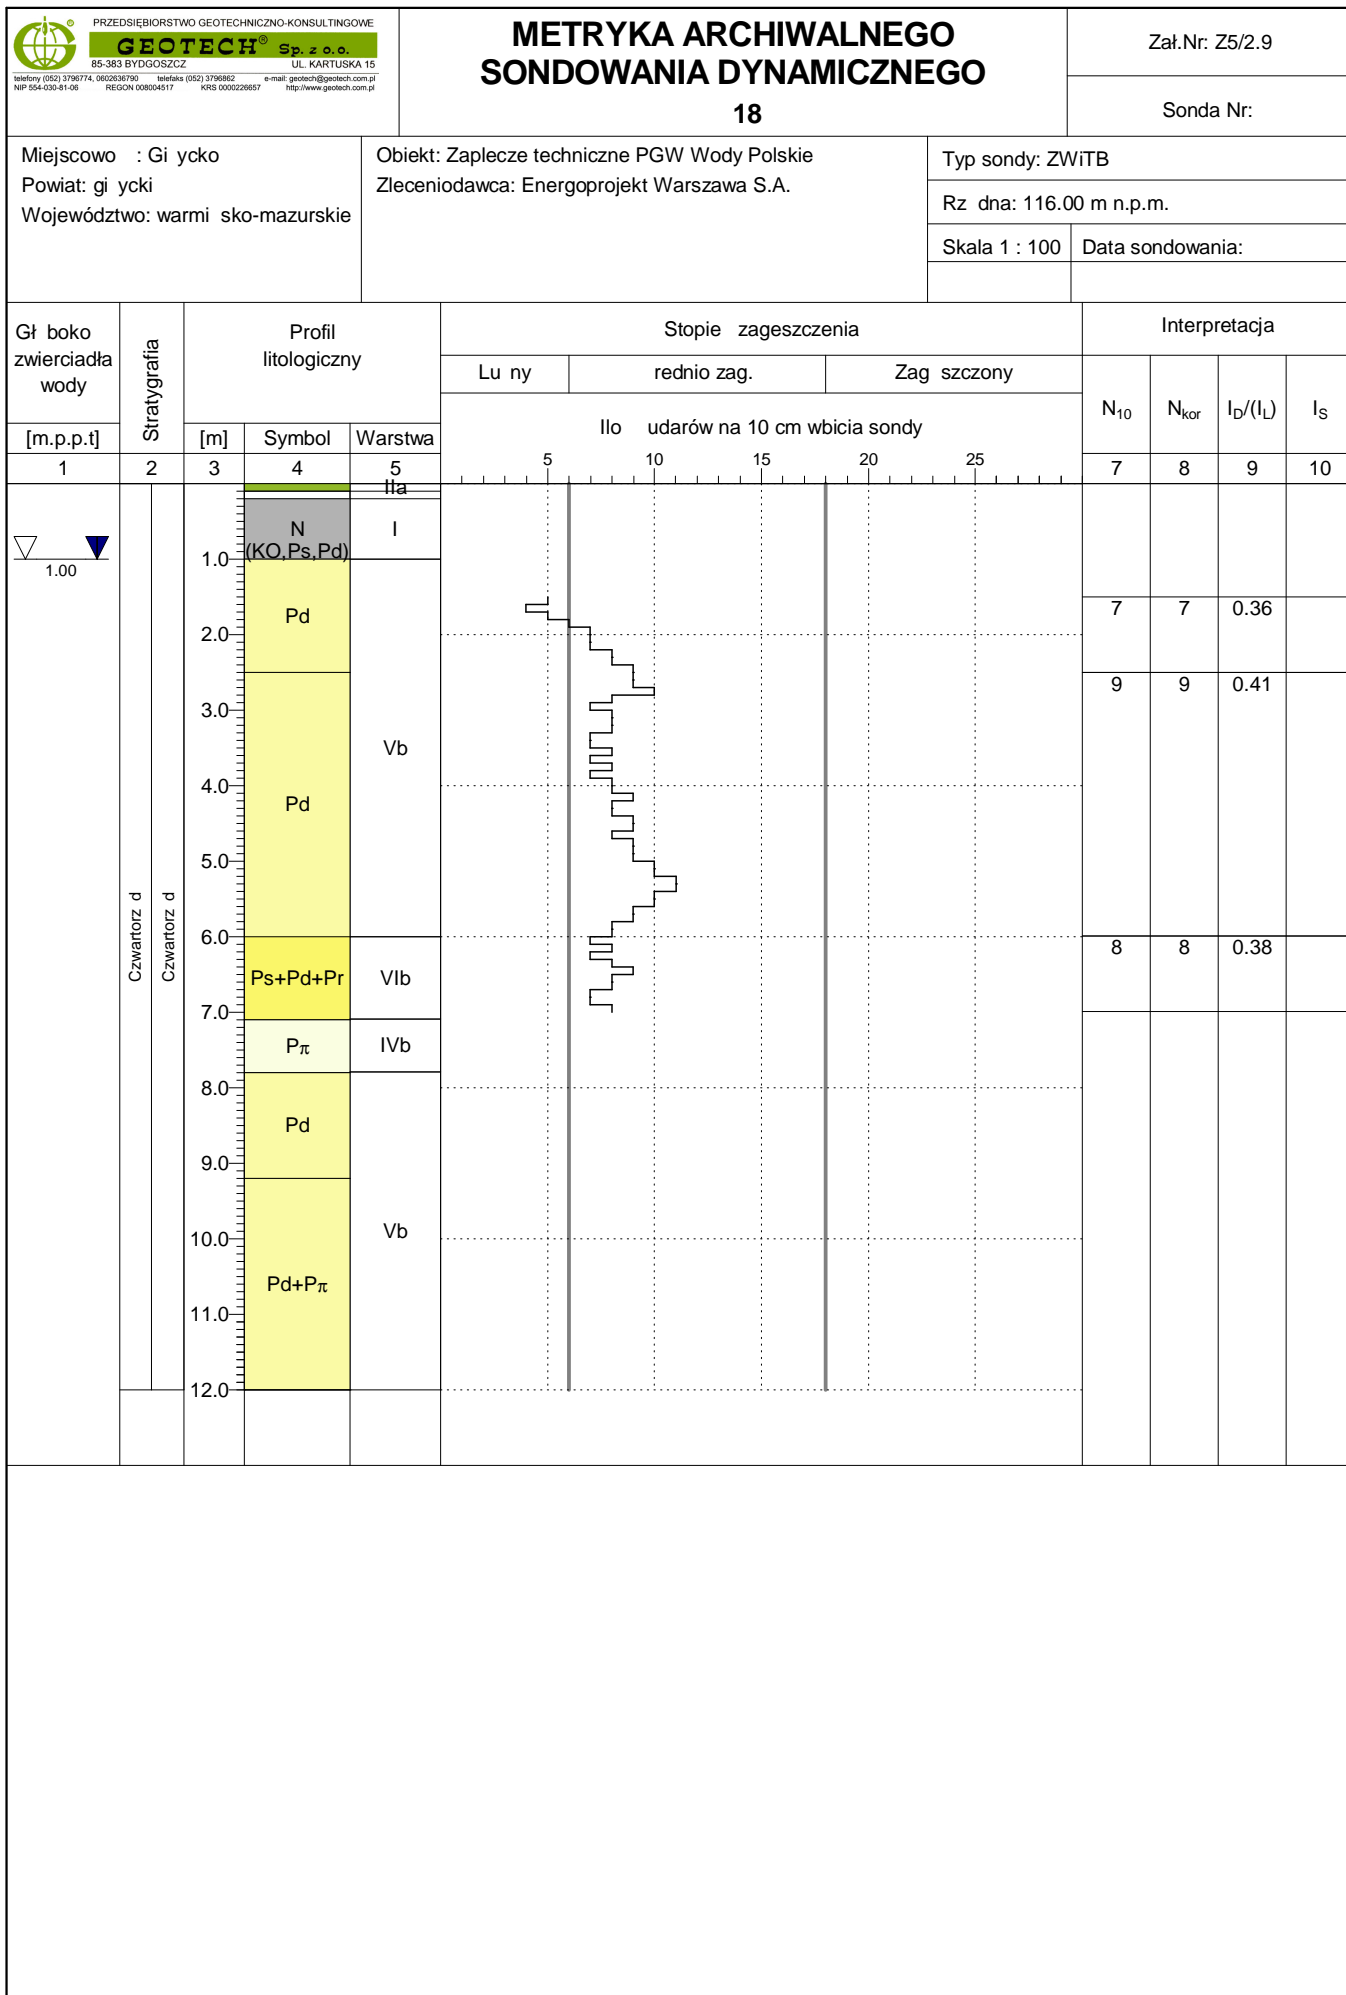 PRZEDSIĘBIORSTWO GEOTECHNICZNO-KONSULTINGOWE
GEOTECH® Sp. z o.o.
85-383 BYDGOSZCZ UL. KARTUSKA 15
telefony (052) 3796774, 0602636790 telefaks (052) 3796862 e-mail: geotech@geotech.com.pl
NIP 554-030-81-06 REGON 008004517 KRS 0000226657 http://www.geotech.com.pl
METRYKA ARCHIWALNEGO
SONDOWANIA DYNAMICZNEGO
18
Zał.Nr: Z5/2.9
Sonda Nr:
Miejscowo : Gi ycko
Powiat: gi ycki
Województwo: warmi sko-mazurskie
Obiekt: Zaplecze techniczne PGW Wody Polskie
Zleceniodawca: Energoprojekt Warszawa S.A.
Typ sondy: ZWiTB
Rz dna: 116.00 m n.p.m.
Skala 1 : 100 Data sondowania:
Gł boko
zwierciadła
wody
[m.p.p.t]
Stratygrafia
Profil
litologiczny
[m] Symbol Warstwa
Stopie zageszczenia
Lu ny rednio zag. Zag szczony
Ilo udarów na 10 cm wbicia sondy
5 10 15 20 25
Interpretacja
N10 Nkor ID/(IL) IS
1 2 3 4 5 7 8 9 10
IIa
N
(KO,Ps,Pd)
I
1.0
1.00
Pd
7 7 0.36
2.0
9 9 0.41
3.0
Vb
4.0
Pd
5.0
Czwartorz d
Czwartorz d
6.0
8 8 0.38
Ps+Pd+Pr VIb
7.0
Pπ IVb
8.0
Pd
9.0
Vb
10.0
Pd+Pπ
11.0
12.0